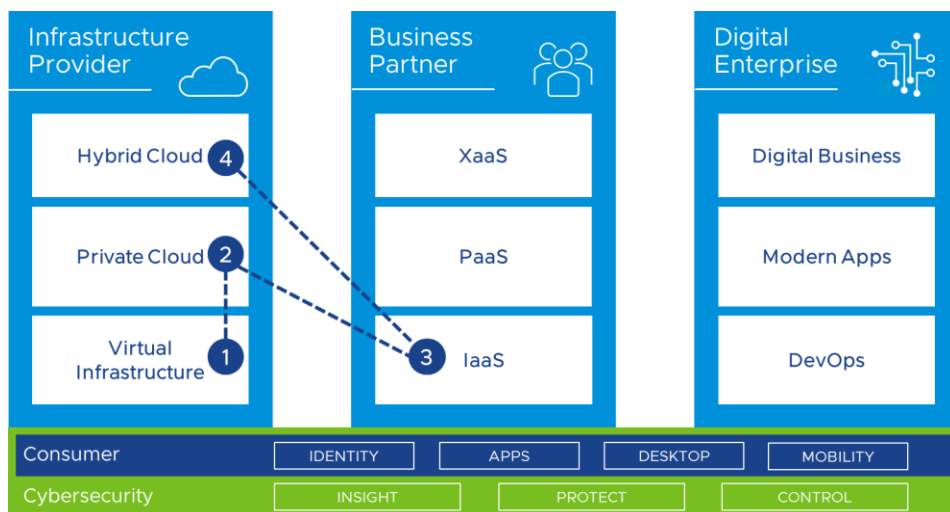 Infrastructure
Provider
Business
Partner
Digital
Enterprise
Hybrid Cloud 4
XaaS
Digital Business
Private Cloud 2
PaaS
Modern Apps
Virtual
Infrastructure 1
3 IaaS
DevOps
Consumer IDENTITY APPS DESKTOP MOBILITY
Cybersecurity INSIGHT PROTECT CONTROL